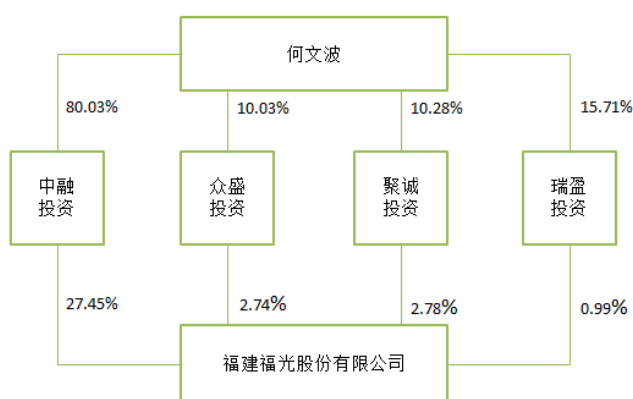 何文波
80.03%
10.03%
10.28%
15.71%
中融
投资
众盛
投资
聚诚
投资
瑞盈
投资
27.45%
2.74%
2.78%
0.99%
福建福光股份有限公司